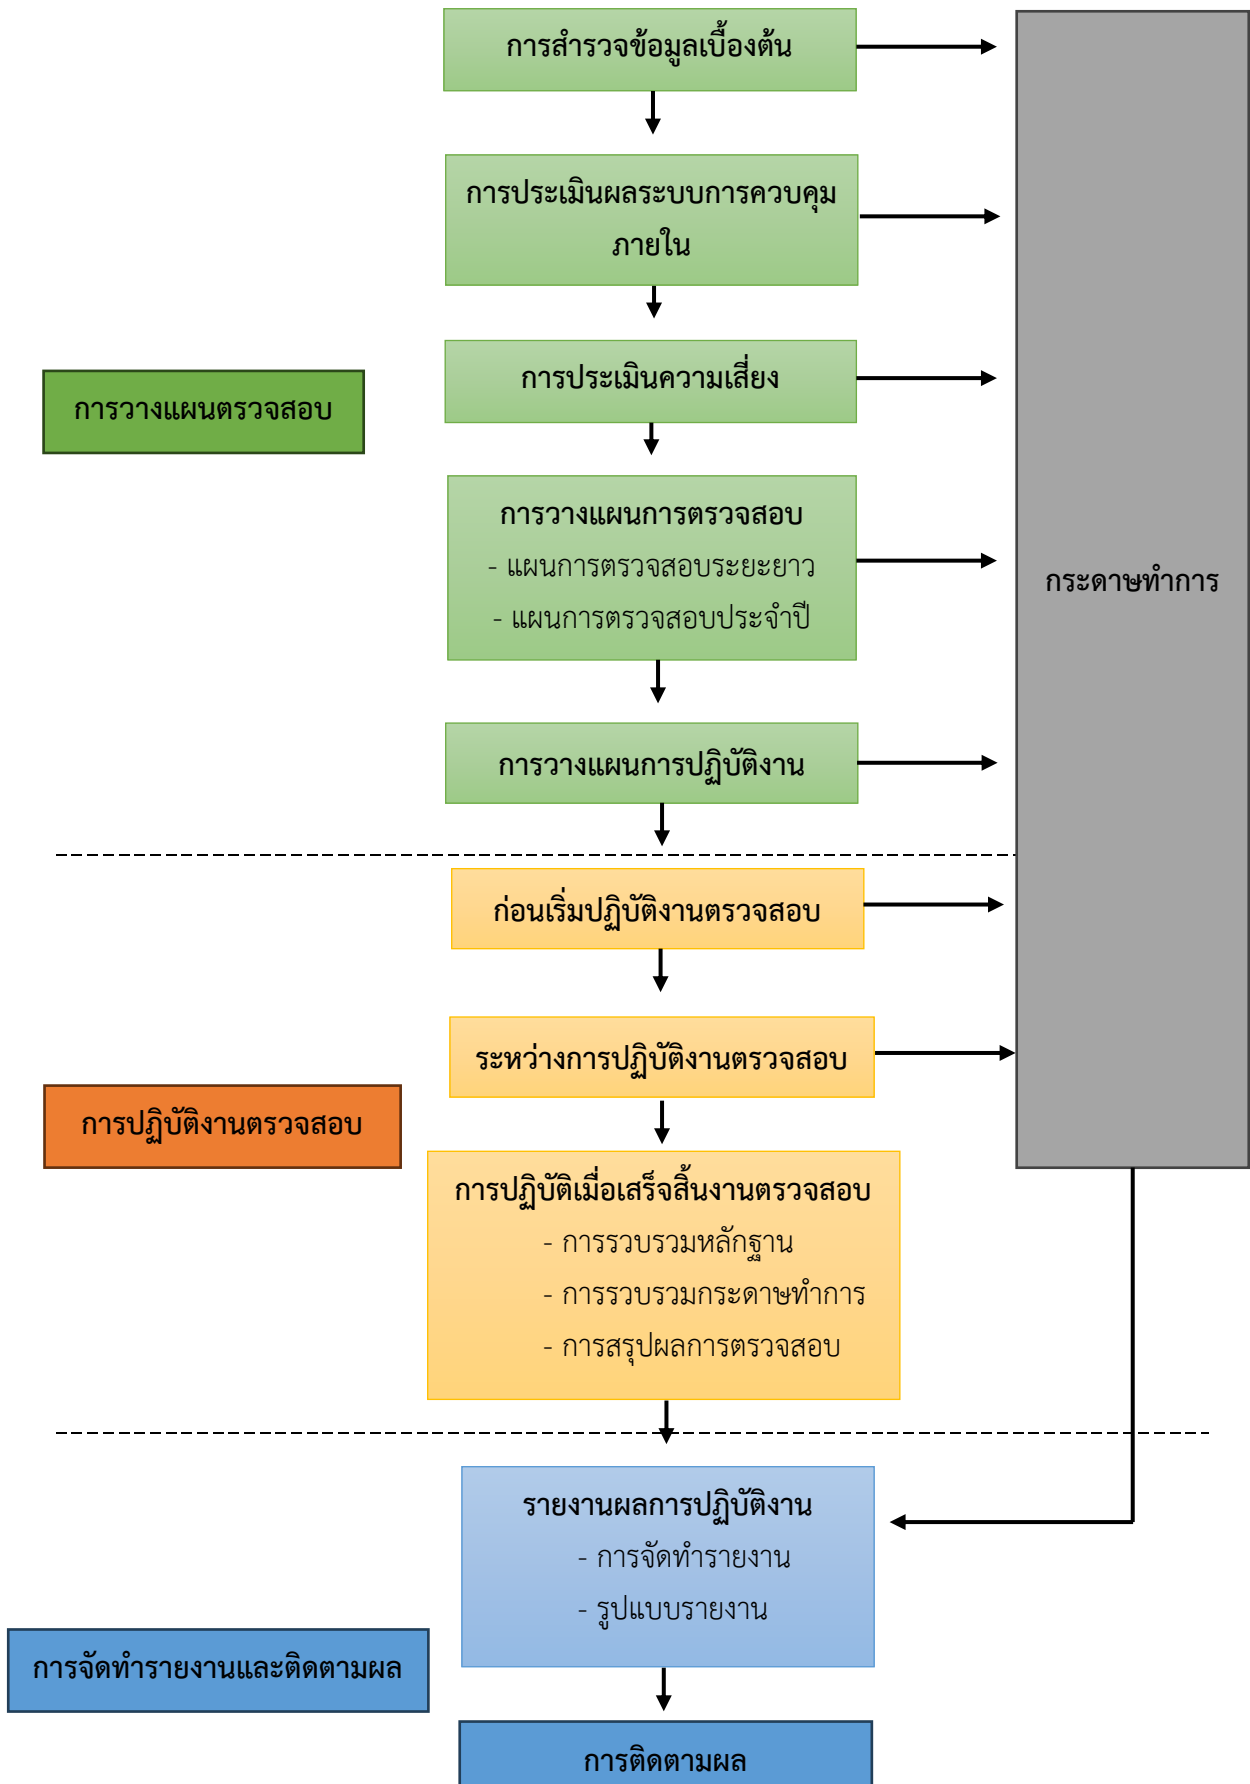 การสำรวจข้อมูลเบื้องต้น
การประเมินผลระบบการควบคุม
ภายใน
การประเมินความเสี่ยง
การวางแผนตรวจสอบ
การวางแผนการตรวจสอบ
- แผนการตรวจสอบระยะยาว
- แผนการตรวจสอบประจำปี
กระดาษทำการ
การวางแผนการปฏิบัติงาน
ก่อนเริ่มปฏิบัติงานตรวจสอบ
ระหว่างการปฏิบัติงานตรวจสอบ
การปฏิบัติงานตรวจสอบ
การปฏิบัติเมื่อเสร็จสิ้นงานตรวจสอบ
- การรวบรวมหลักฐาน
- การรวบรวมกระดาษทำการ
- การสรุปผลการตรวจสอบ
รายงานผลการปฏิบัติงาน
- การจัดทำรายงาน
- รูปแบบรายงาน
การจัดทำรายงานและติดตามผล
การติดตามผล